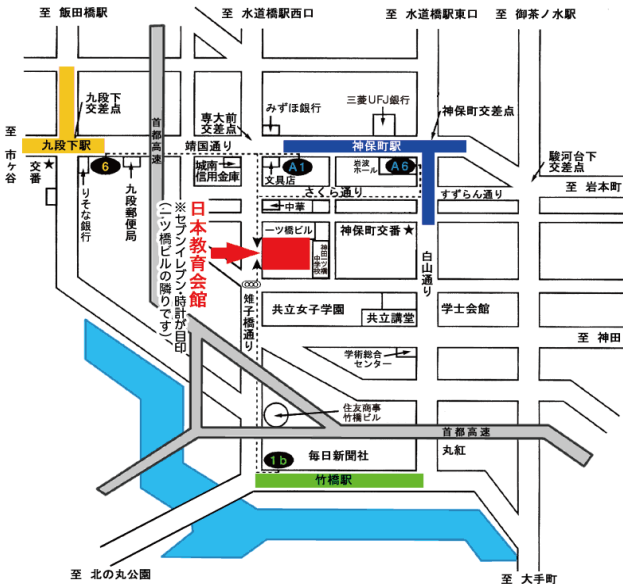 至 飯田橋駅
至 水道橋駅西口
至 水道橋駅東口
至 御茶ノ水駅
九段下
交差点
首都高速
専大前
交差点
みずほ銀行
三菱UFJ銀行
神保町交差点
至 市ヶ谷
九段下駅
靖国通り
神保町駅
交番★
6
りそな銀行
九段郵便局
城南
信用金庫
A1
文具店
岩波
ホール
A6
駿河台下
交差点
さくら通り
すずらん通り
至 岩本町
中華
日本教育会館
※セブンイレブン・時計が目印
(一ツ橋ビルの隣りです)
一ツ橋ビル
神田一ツ橋
中学校
神保町交番★
白山通り
雉子橋通り
共立女子学園
共立講堂
学士会館
至 神田
学術総合
センター
住友商事
竹橋ビル
首都高速
丸紅
1b
毎日新聞社
竹橋駅
至 北の丸公園
至 大手町